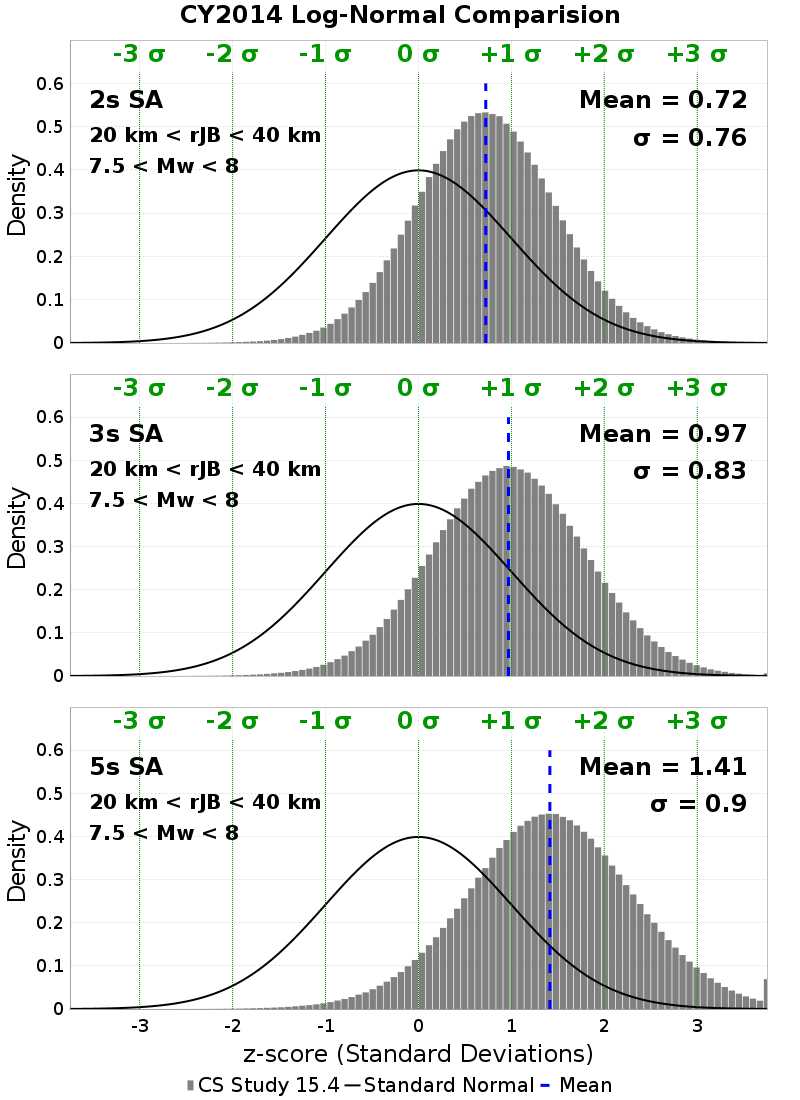 CY2014 Log-Normal Comparision
-3 σ -2 σ -1 σ 0 σ +1 σ +2 σ +3 σ
2s SA
20 km < rJB < 40 km
7.5 < Mw < 8
Mean = 0.72
σ = 0.76
Density
0.6
0.5
0.4
0.3
0.2
0.1
0
-3 σ -2 σ -1 σ 0 σ +1 σ +2 σ +3 σ
3s SA
20 km < rJB < 40 km
7.5 < Mw < 8
Mean = 0.97
σ = 0.83
Density
0.6
0.5
0.4
0.3
0.2
0.1
0
-3 σ -2 σ -1 σ 0 σ +1 σ +2 σ +3 σ
5s SA
20 km < rJB < 40 km
7.5 < Mw < 8
Mean = 1.41
σ = 0.9
Density
0.6
0.5
0.4
0.3
0.2
0.1
0
-3 -2 -1 0 1 2 3
z-score (Standard Deviations)
CS Study 15.4 Standard Normal Mean